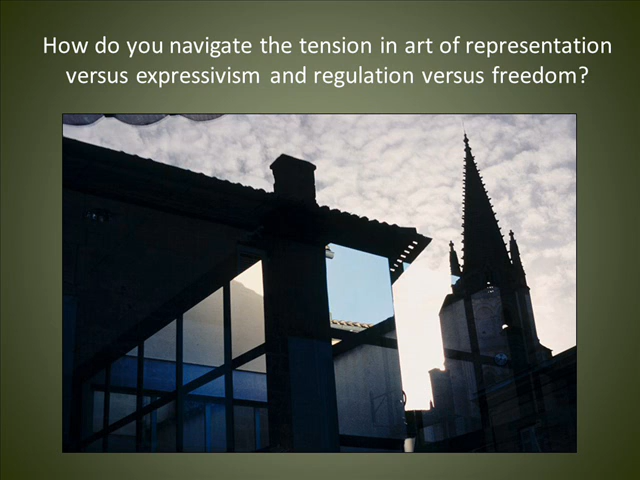 How do you navigate the tension in art of representation
versus expressivism and regulation versus freedom?